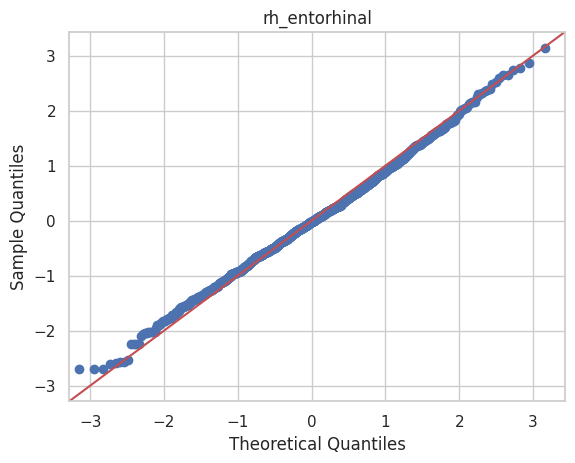 rh_entorhinal
3
2
1
0
−1
−2
−3
Sample Quantiles
−3 −2 −1 0 1 2 3
Theoretical Quantiles